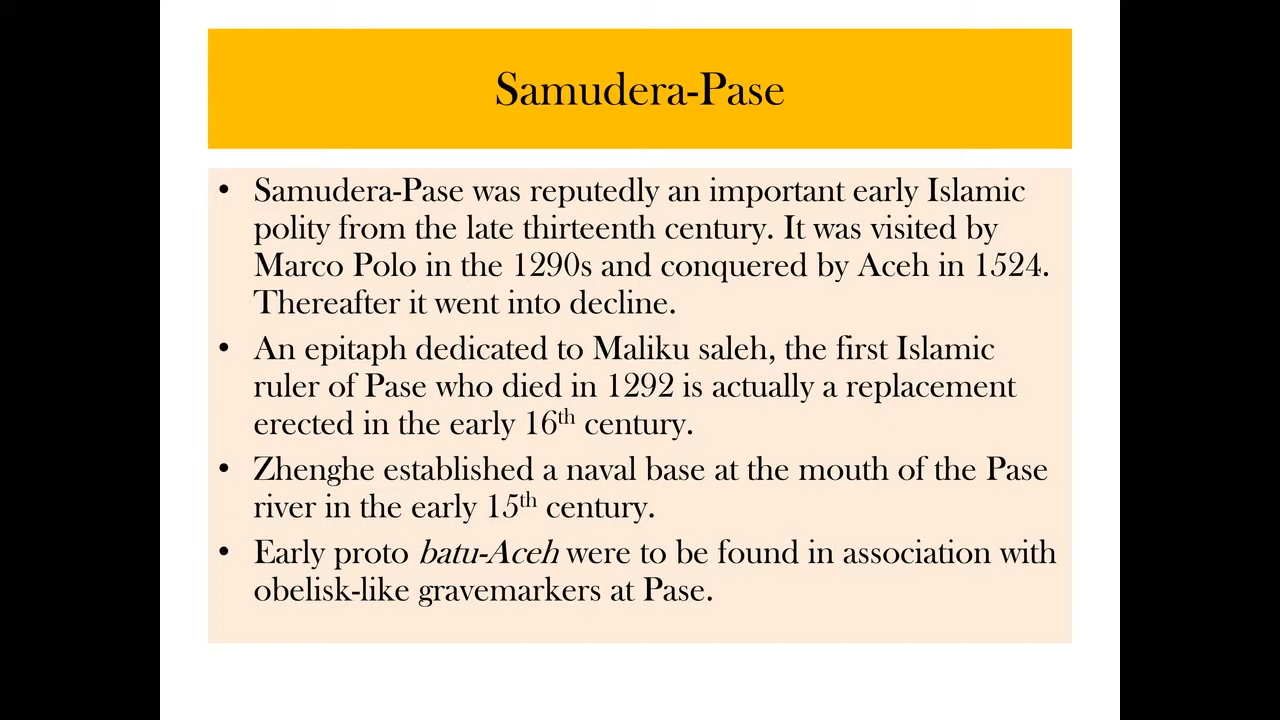 Samudera-Pase
• Samudera-Pase was reputedly an important early Islamic
polity from the late thirteenth century. It was visited by
Marco Polo in the 1290s and conquered by Aceh in 1524.
Thereafter it went into decline.
• An epitaph dedicated to Maliku saleh, the first Islamic
ruler of Pase who died in 1292 is actually a replacement
erected in the early 16th century.
• Zhenghe established a naval base at the mouth of the Pase
river in the early 15th century.
• Early proto batu-Aceh were to be found in association with
obelisk-like gravemarkers at Pase.